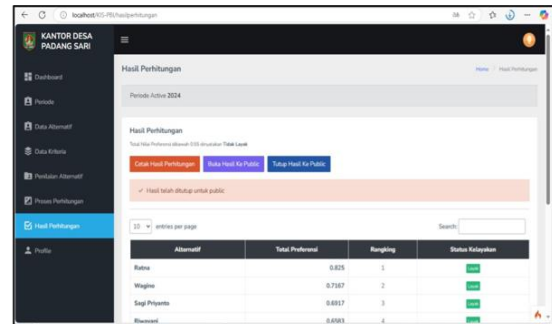 localhost/KIS-PBI/hasilperhitungan
KANTOR DESA
PADANG SARI
Dashboard
Periode
Data Alternatif
Data Kriteria
Penilaian Alternatif
Proses Perhitungan
Hasil Perhitungan
Profile
Hasil Perhitungan
Home / Hasil Perhitungan
Periode Active 2024
Hasil Perhitungan
Total Nilai Preferensi dibawah 0.55 dinyatakan Tidak Layak
Cetak Hasil Perhitungan Buka Hasil Ke Public Tutup Hasil Ke Public
Hasil telah ditutup untuk public
10 entries per page Search:
Alternatif Total Preferensi Rangking Status Kelayakan
Ratna 0.825 1 Layak
Wagino 0.7167 2 Layak
Sagi Priyanto 0.6917 3 Layak
0.6583 4